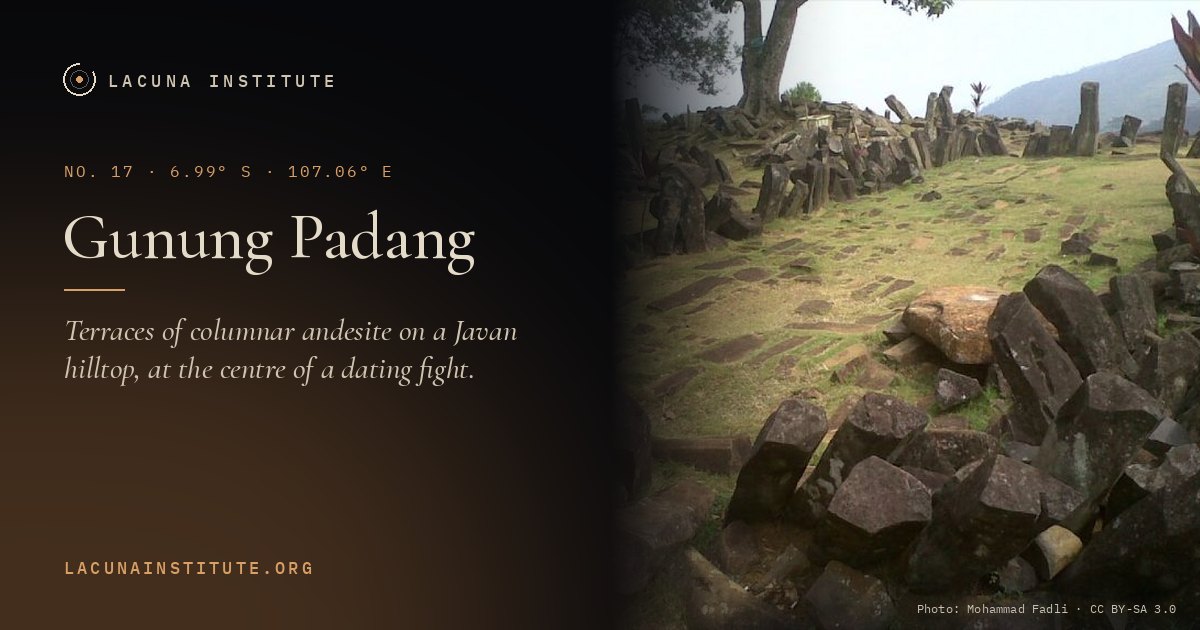 LACUNA INSTITUTE
NO. 17 · 6.99° S · 107.06° E
Gunung Padang
Terraces of columnar andesite on a Javan
hilltop, at the centre of a dating fight.
LACUNAINSTITUTE.ORG
Photo: Mohammad Fadli · CC BY-SA 3.0